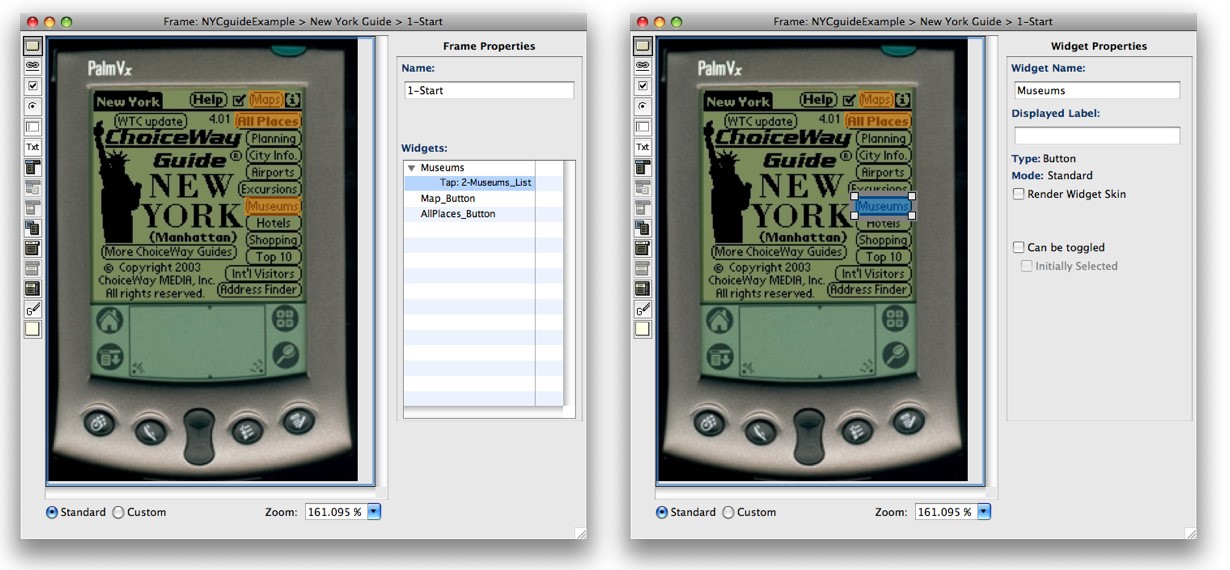 Frame: NYCguideExample > New York Guide > 1-Start
PalmVx
New York
Help
Maps
i
WTC update
4.01
All Places
ChoiceWay
Guide ®
NEW
YORK
(Manhattan)
Planning
City Info.
Airports
Excursions
Museums
Hotels
Shopping
Top 10
More ChoiceWay Guides
© Copyright 2003
ChoiceWay MEDIA, Inc.
All rights reserved.
Int'l Visitors
Address Finder
Txt
G
Standard
Custom
Zoom: 161.095 %
Frame Properties
Name:
1-Start
Widgets:
Museums
Tap: 2-Museums_List
Map_Button
AllPlaces_Button
Frame: NYCguideExample > New York Guide > 1-Start
PalmVx
New York
Help
Maps
i
WTC update
4.01
All Places
ChoiceWay
Guide ®
NEW
YORK
(Manhattan)
Planning
City Info.
Airports
Excursions
Museums
Hotels
Shopping
Top 10
More ChoiceWay Guides
© Copyright 2003
ChoiceWay MEDIA, Inc.
All rights reserved.
Int'l Visitors
Address Finder
Txt
G
Standard
Custom
Zoom: 161.095 %
Widget Properties
Widget Name:
Museums
Displayed Label:
Type: Button
Mode: Standard
Render Widget Skin
Can be toggled
Initially Selected